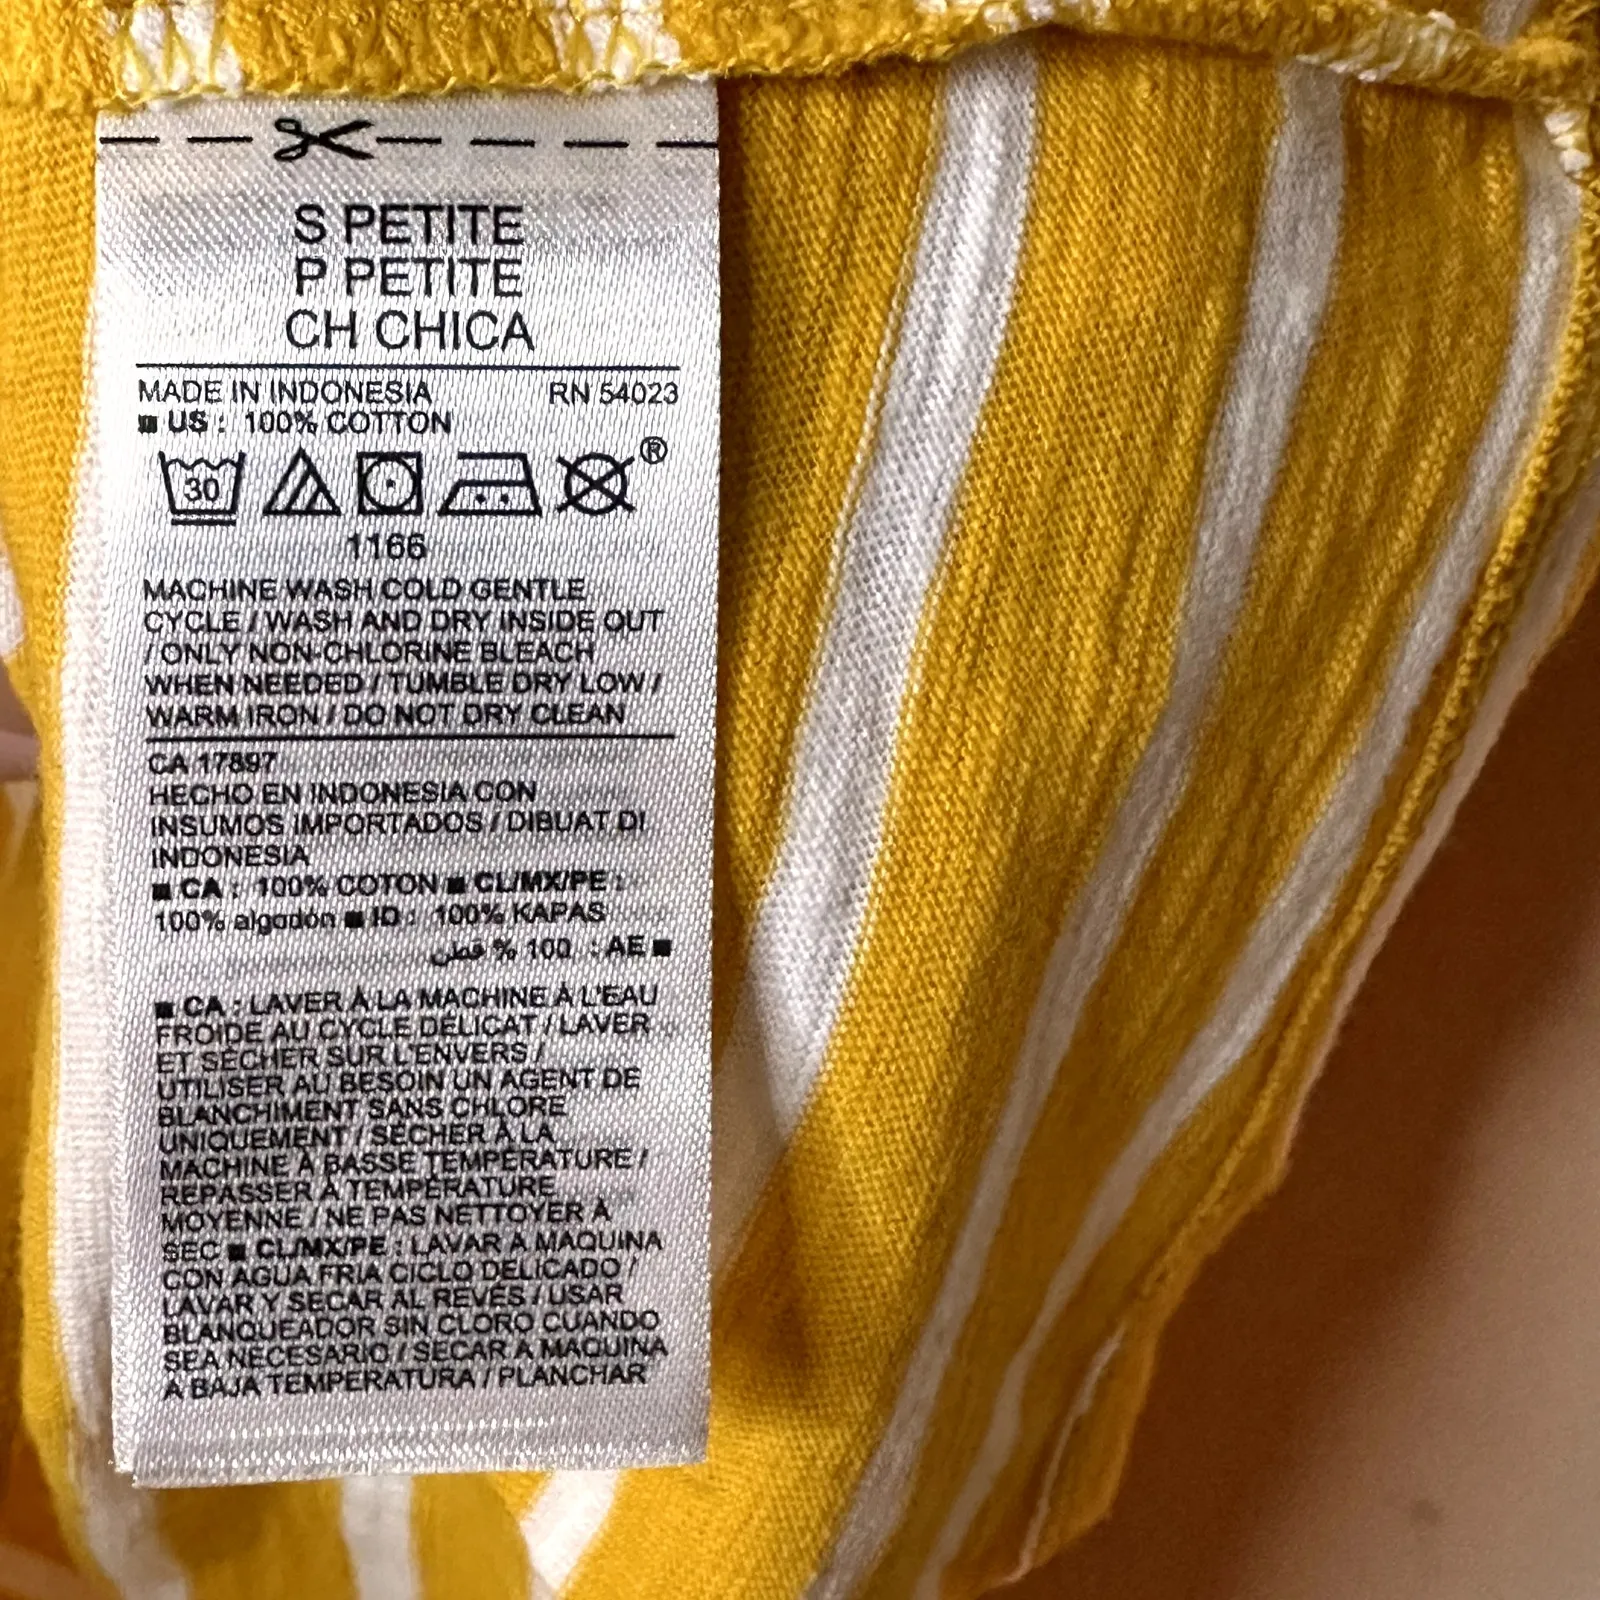 S PETITE
P PETITE
CH CHICA
MADE IN INDONESIA RN 54023
■ US : 100% COTTON
30 ®
1166
MACHINE WASH COLD GENTLE
CYCLE / WASH AND DRY INSIDE OUT
/ ONLY NON-CHLORINE BLEACH
WHEN NEEDED / TUMBLE DRY LOW /
WARM IRON / DO NOT DRY CLEAN
CA 17897
HECHO EN INDONESIA CON
INSUMOS IMPORTADOS / DIBUAT DI
INDONESIA
■ CA : 100% COTON ■ CL/MX/PE :
100% algodón ■ ID : 100% KAPAS
■ AE : 100 % قطن
■ CA : LAVER À LA MACHINE À L'EAU
FROIDE AU CYCLE DÉLICAT / LAVER
ET SÉCHER SUR L'ENVERS /
UTILISER AU BESOIN UN AGENT DE
BLANCHIMENT SANS CHLORE
UNIQUEMENT / SÉCHER À LA
MACHINE À BASSE TEMPÉRATURE /
REPASSER À TEMPÉRATURE
MOYENNE / NE PAS NETTOYER À
SEC ■ CL/MX/PE : LAVAR A MAQUINA
CON AGUA FRIA CICLO DELICADO /
LAVAR Y SECAR AL REVÉS / USAR
BLANQUEADOR SIN CLORO CUANDO
SEA NECESARIO / SECAR A MAQUINA
A BAJA TEMPERATURA / PLANCHAR